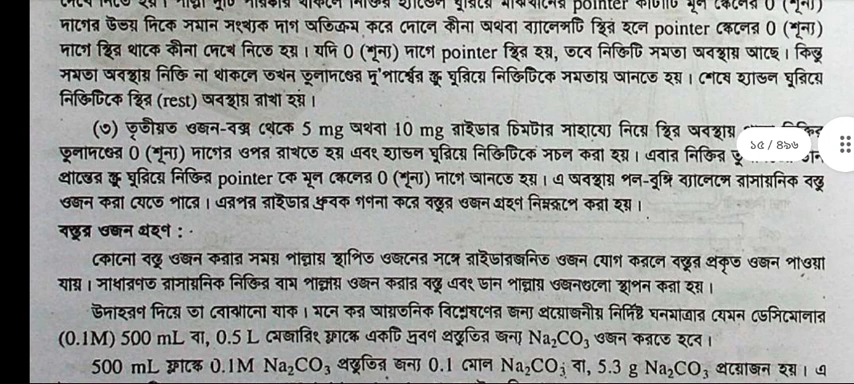 দাগের উভয় দিকে সমান সংখ্যক দাগ অতিক্রম করে দোলে কীনা অথবা ব্যালেন্সটি স্থির হলে pointer স্কেলের 0 (শূন্য)
দাগে স্থির থাকে কীনা দেখে নিতে হয়। যদি 0 (শূন্য) দাগে pointer স্থির হয়, তবে নিক্তিটি সমতা অবস্থায় আছে। কিন্তু
সমতা অবস্থায় নিক্তি না থাকলে তখন তুলাদণ্ডের দু'পার্শ্বের স্ক্রু ঘুরিয়ে নিক্তিটিকে সমতায় আনতে হয়। শেষে হ্যান্ডল ঘুরিয়ে
নিক্তিটিকে স্থির (rest) অবস্থায় রাখা হয়।
(৩) তৃতীয়ত ওজন-বক্স থেকে 5 mg অথবা 10 mg রাইডার চিমটার সাহায্যে নিয়ে স্থির অবস্থায় নিক্তির
তুলাদণ্ডের 0 (শূন্য) দাগের ওপর রাখতে হয় এবং হ্যান্ডল ঘুরিয়ে নিক্তিটিকে সচল করা হয়। এবার নিক্তির
১৫ / ৪৯৬
প্রান্তের স্ক্রু ঘুরিয়ে নিক্তির pointer কে মূল স্কেলের 0 (শূন্য) দাগে আনতে হয়। এ অবস্থায় পল-বুঙ্গি ব্যালেন্সে রাসায়নিক বস্তু
ওজন করা যেতে পারে। এরপর রাইডার ধ্রুবক গণনা করে বস্তুর ওজন গ্রহণ নিম্নরূপে করা হয়।
বস্তুর ওজন গ্রহণ :
কোনো বস্তু ওজন করার সময় পাল্লায় স্থাপিত ওজনের সঙ্গে রাইডারজনিত ওজন যোগ করলে বস্তুর প্রকৃত ওজন পাওয়া
যায়। সাধারণত রাসায়নিক নিক্তির বাম পাল্লায় ওজন করার বস্তু এবং ডান পাল্লায় ওজনগুলো স্থাপন করা হয়।
উদাহরণ দিয়ে তা বোঝানো যাক। মনে কর আয়তনিক বিশ্লেষণের জন্য প্রয়োজনীয় নির্দিষ্ট ঘনমাত্রার যেমন ডেসিমোলার
(0.1M) 500 mL বা, 0.5 L মেজারিং ফ্লাস্কে একটি দ্রবণ প্রস্তুতির জন্য Na₂CO₃ ওজন করতে হবে।
500 mL ফ্লাস্কে 0.1M Na₂CO₃ প্রস্তুতির জন্য 0.1 মোল Na₂CO₃ বা, 5.3 g Na₂CO₃ প্রয়োজন হয়। এ